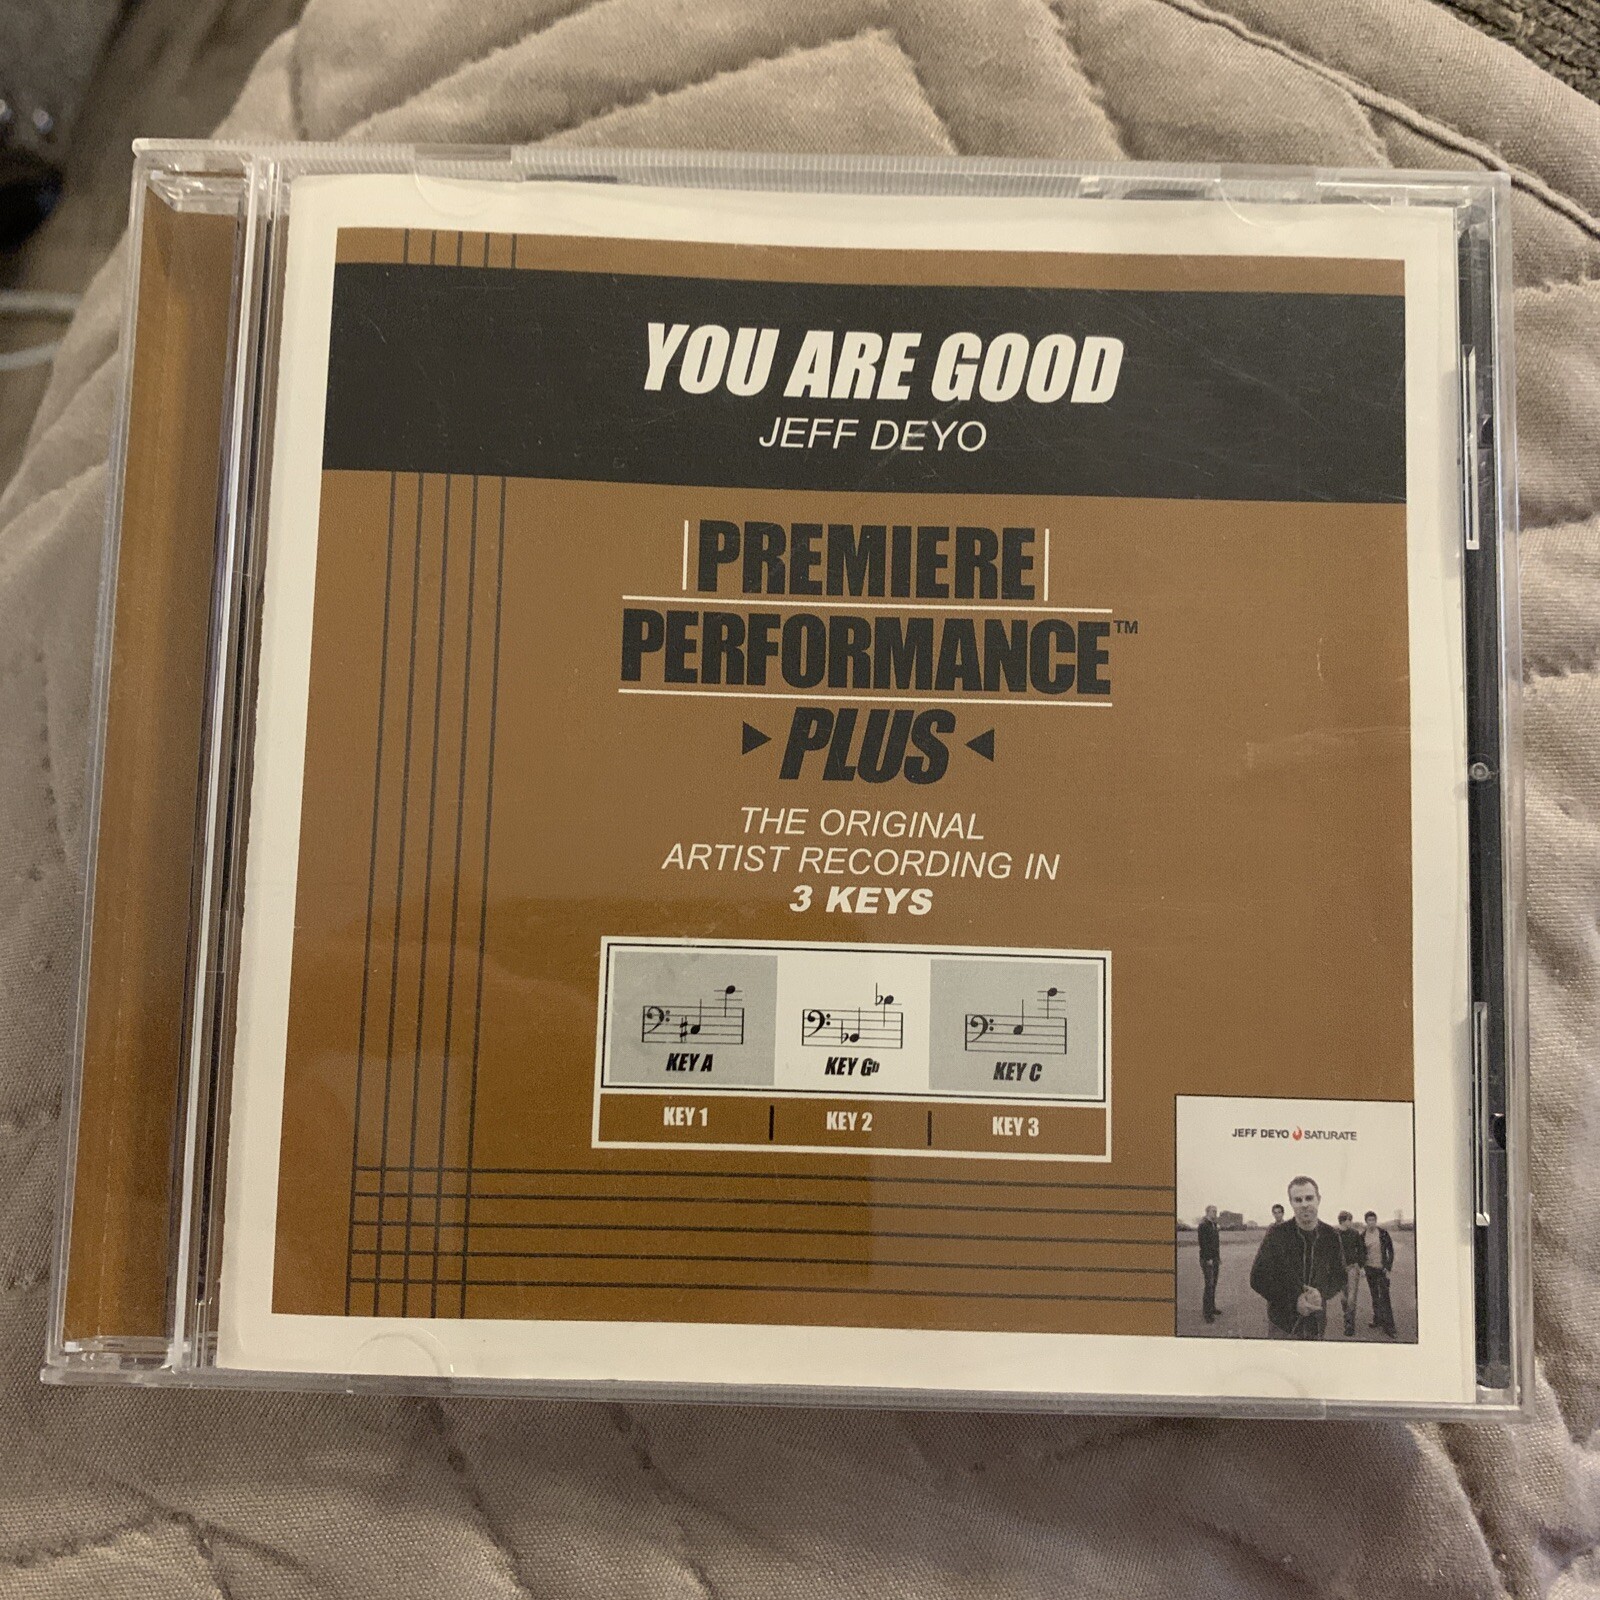 YOU ARE GOOD
JEFF DEYO
PREMIERE
PERFORMANCE™
PLUS
THE ORIGINAL
ARTIST RECORDING IN
3 KEYS
KEY A
KEY Gb
KEY C
KEY 1
KEY 2
KEY 3
JEFF DEYO SATURATE